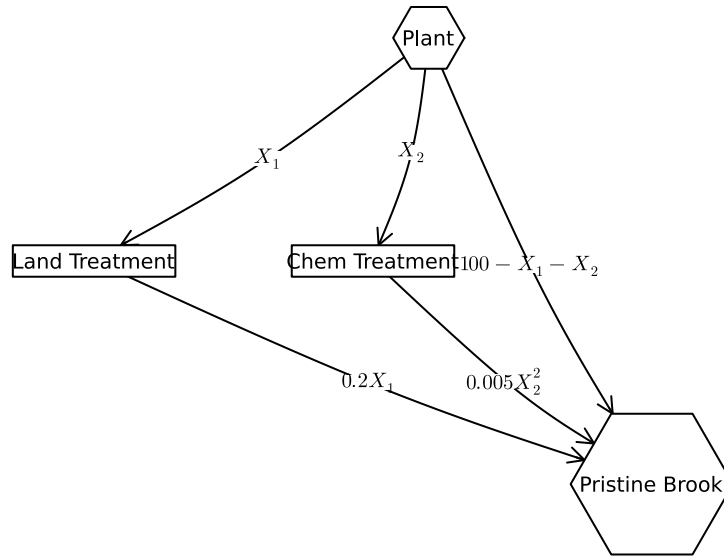 Plant
X₁
X₂
Land Treatment
Chem Treatment
100 − X₁ − X₂
0.2X₁
0.005X₂²
Pristine Brook